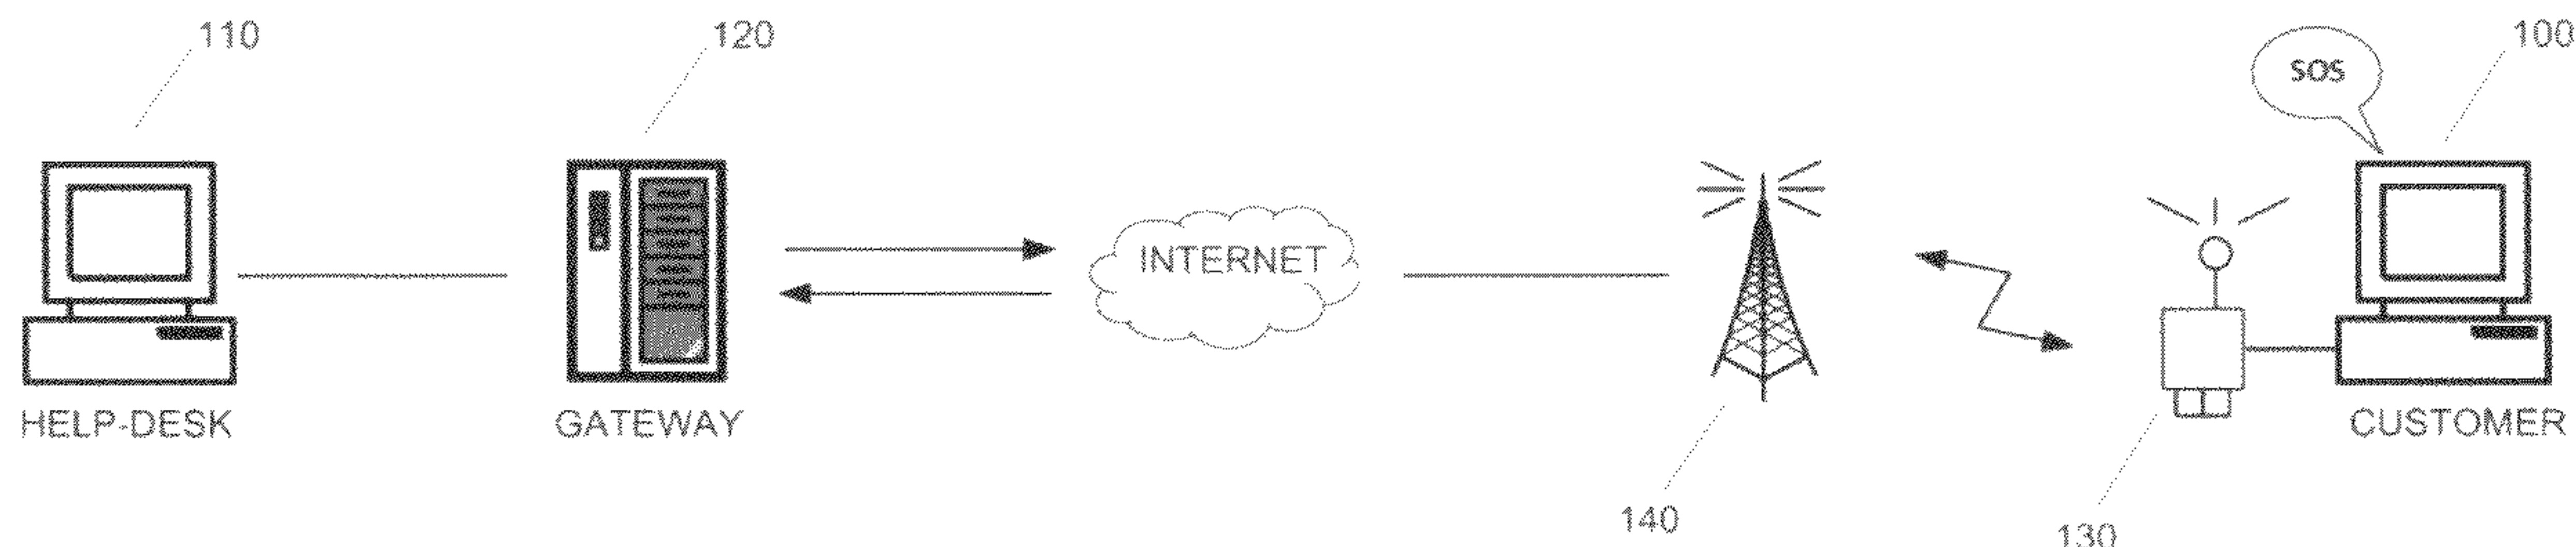 110
120
100
SOS
INTERNET
HELP-DESK
GATEWAY
CUSTOMER
140
130